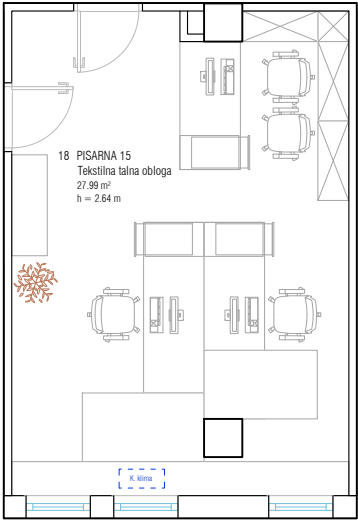 18 PISARNA 15
Tekstilna talna obloga
27.99 m²
h = 2.64 m
K. klima